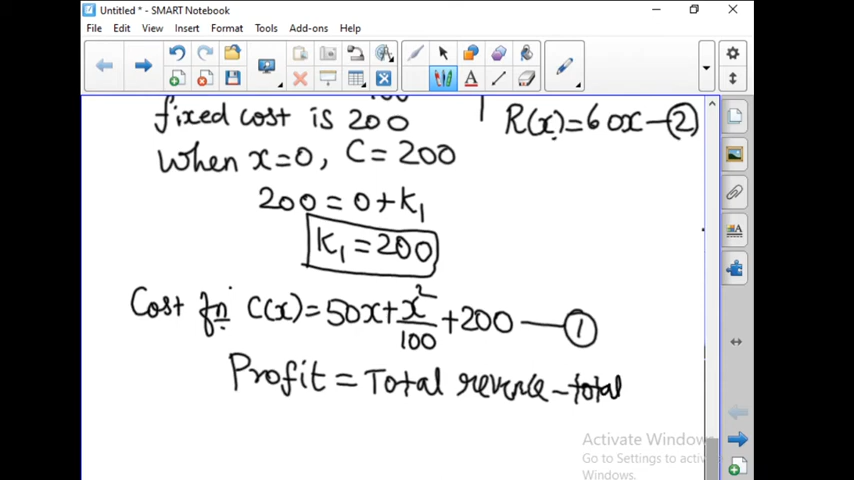 Untitled * - SMART Notebook
File Edit View Insert Format Tools Add-ons Help
fixed cost is 200
R(x)=60x—②
When x=0, C=200
200=0+K₁
K₁=200
Cost fn C(x)=50x+x²/100+200—①
Profit=Total revenue-total
Activate Windows
Go to Settings to activ
Windows.